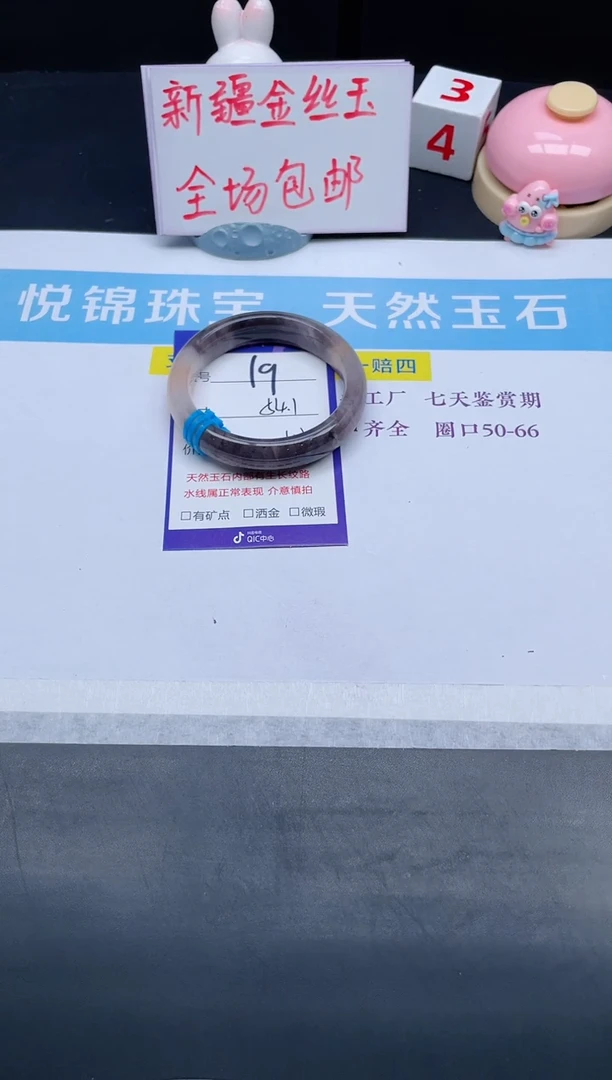 新疆金丝玉
全场包邮
3
4
悦锦珠宝 天然玉石
一赔四
工厂 七天鉴赏期
齐全 圈口50-66
号 19
54.1
价
天然玉石内部有生长纹路
水线属正常表现 介意慎拍
□有矿点 □洒金 □微瑕
QIC中心